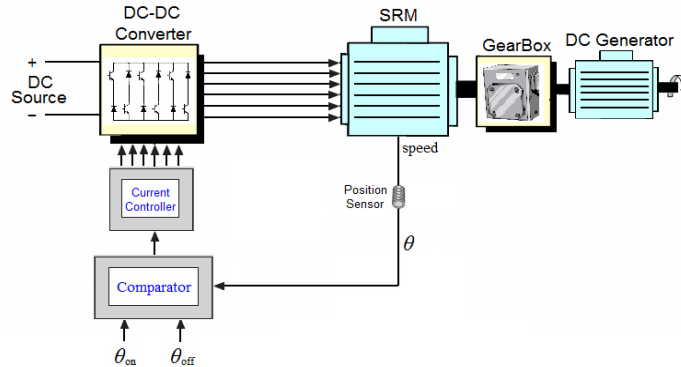 DC-DC
Converter
SRM
GearBox
DC Generator
+
DC
Source
−
speed
Current
Controller
Position
Sensor
θ
Comparator
θon
θoff